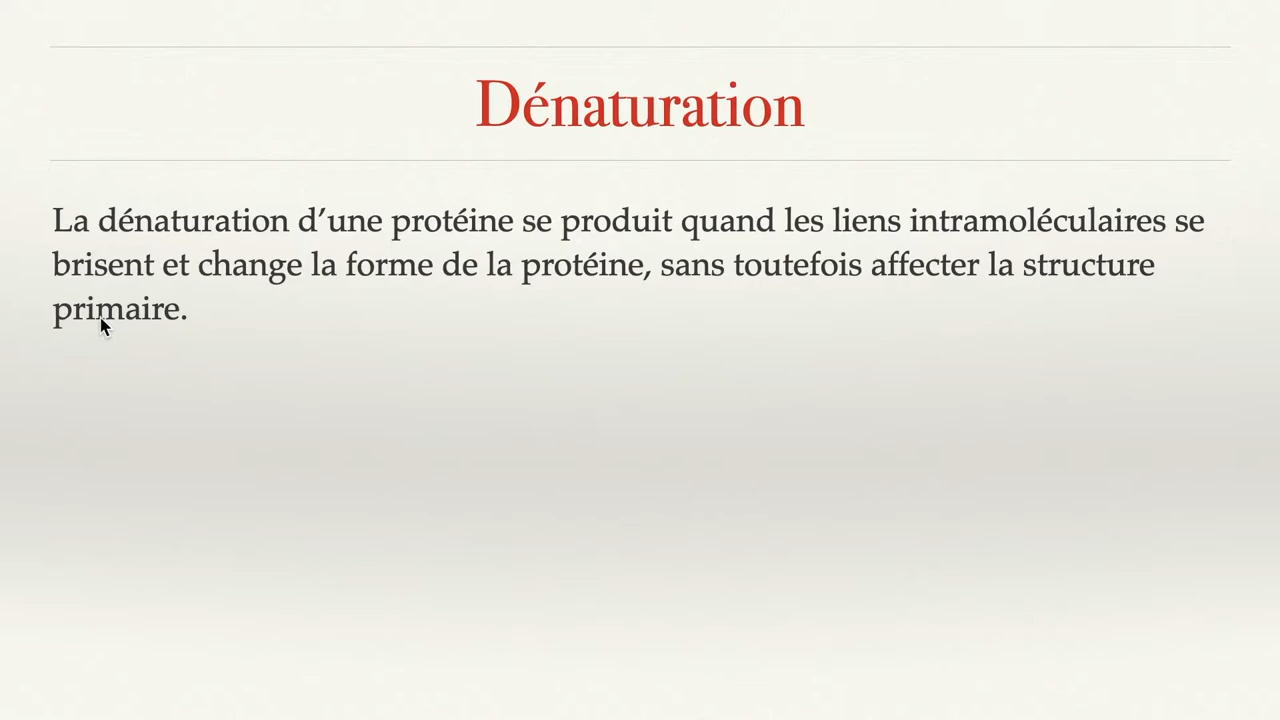 Dénaturation
La dénaturation d’une protéine se produit quand les liens intramoléculaires se
brisent et change la forme de la protéine, sans toutefois affecter la structure
primaire.